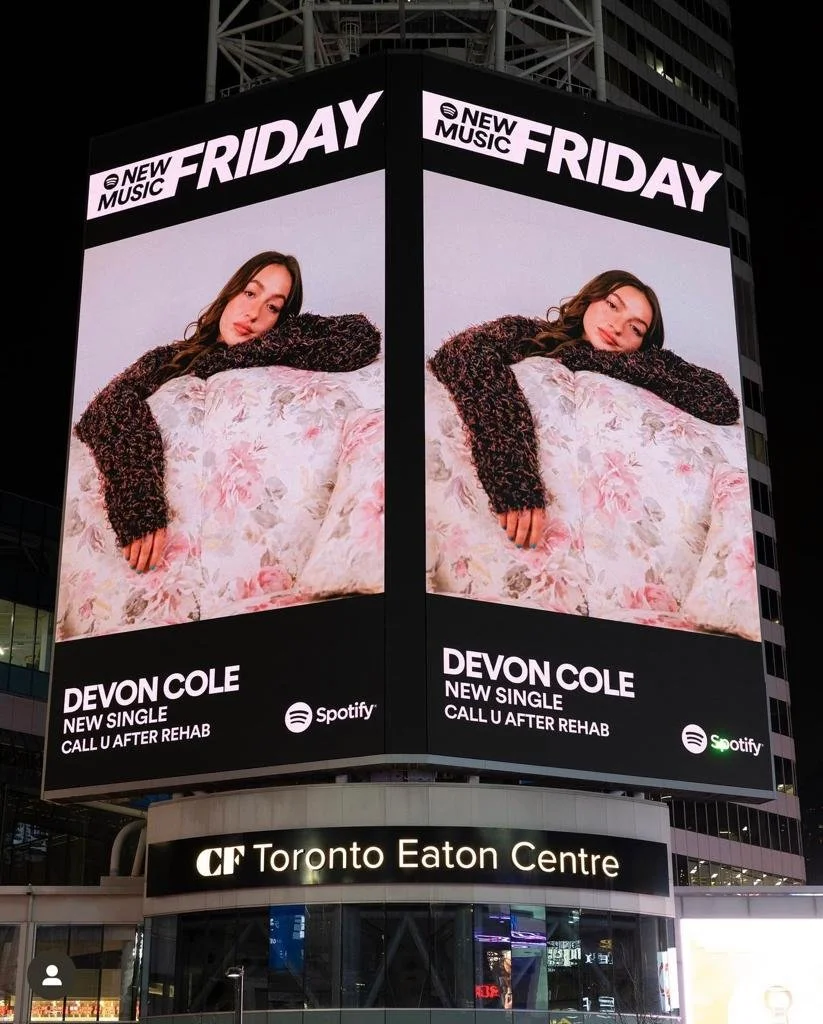 NEW
MUSIC FRIDAY
DEVON COLE
NEW SINGLE
CALL U AFTER REHAB
Spotify
NEW
MUSIC FRIDAY
DEVON COLE
NEW SINGLE
CALL U AFTER REHAB
Spotify
CF Toronto Eaton Centre